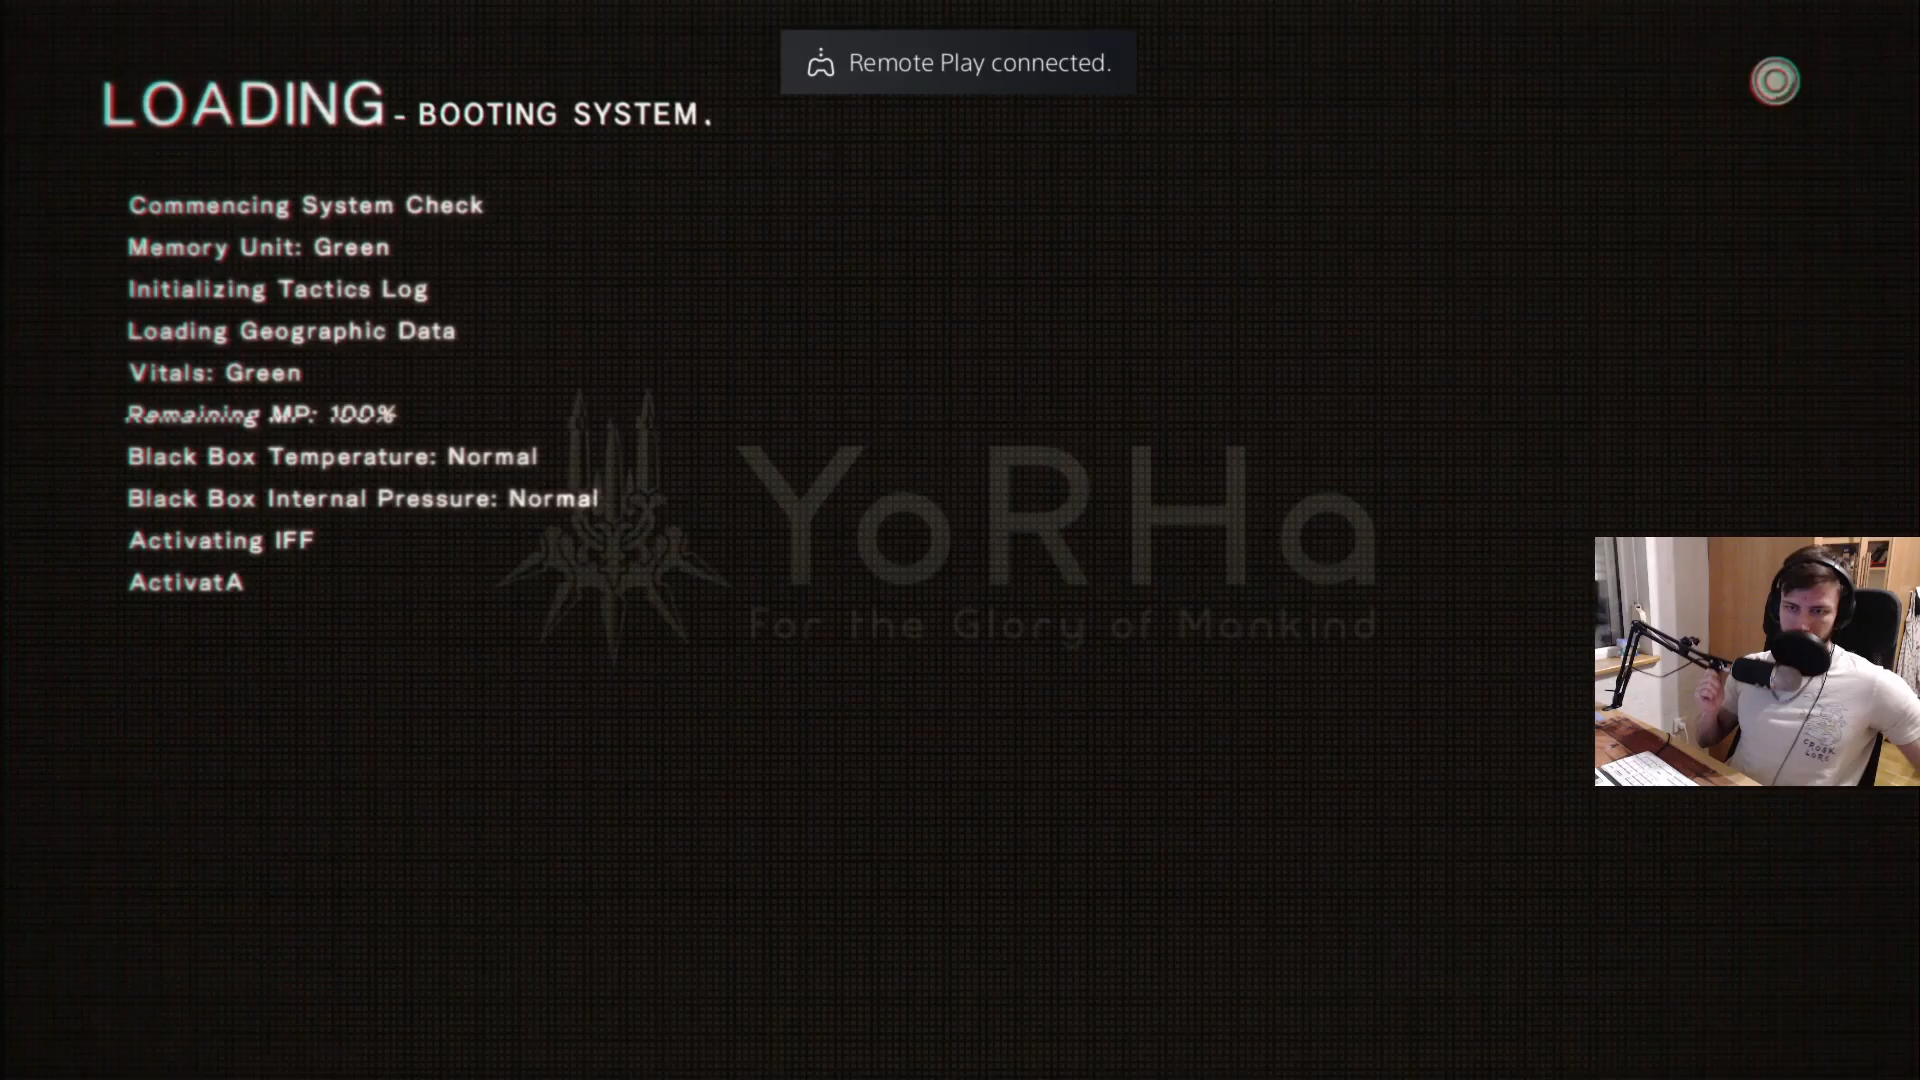 Remote Play connected.
LOADING - BOOTING SYSTEM.
Commencing System Check
Memory Unit: Green
Initializing Tactics Log
Loading Geographic Data
Vitals: Green
Remaining MP: 100%
Black Box Temperature: Normal
Black Box Internal Pressure: Normal
Activating IFF
ActivatA
YoRHa
For the Glory of Mankind
CROSK
LORE